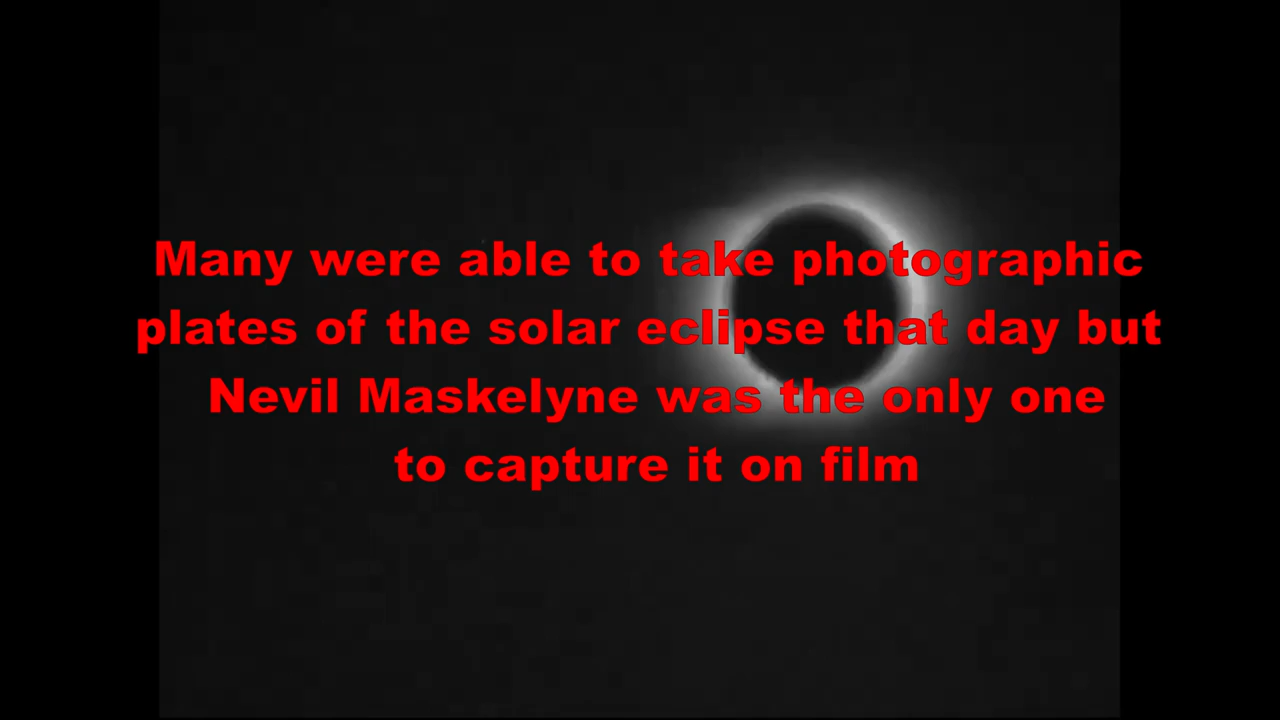 Many were able to take photographic
plates of the solar eclipse that day but
Nevil Maskelyne was the only one
to capture it on film